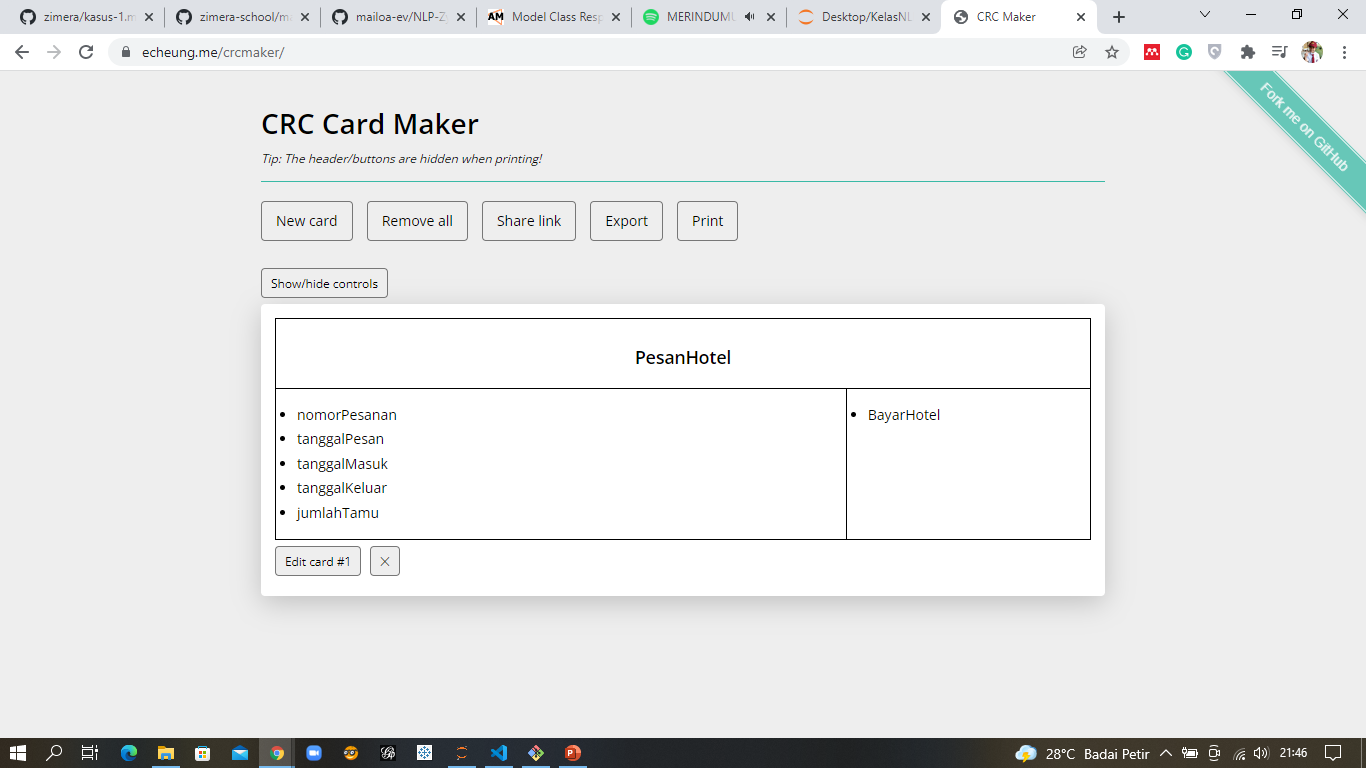 zimera/kasus-1.m
zimera-school/ma
mailoa-ev/NLP-Z
Model Class Resp
MERINDUMU
Desktop/KelasNL
CRC Maker
echeung.me/crcmaker/
Fork me on GitHub
CRC Card Maker
Tip: The header/buttons are hidden when printing!
New card
Remove all
Share link
Export
Print
Show/hide controls
PesanHotel
nomorPesanan
tanggalPesan
tanggalMasuk
tanggalKeluar
jumlahTamu
BayarHotel
Edit card #1
28°C Badai Petir
21:46